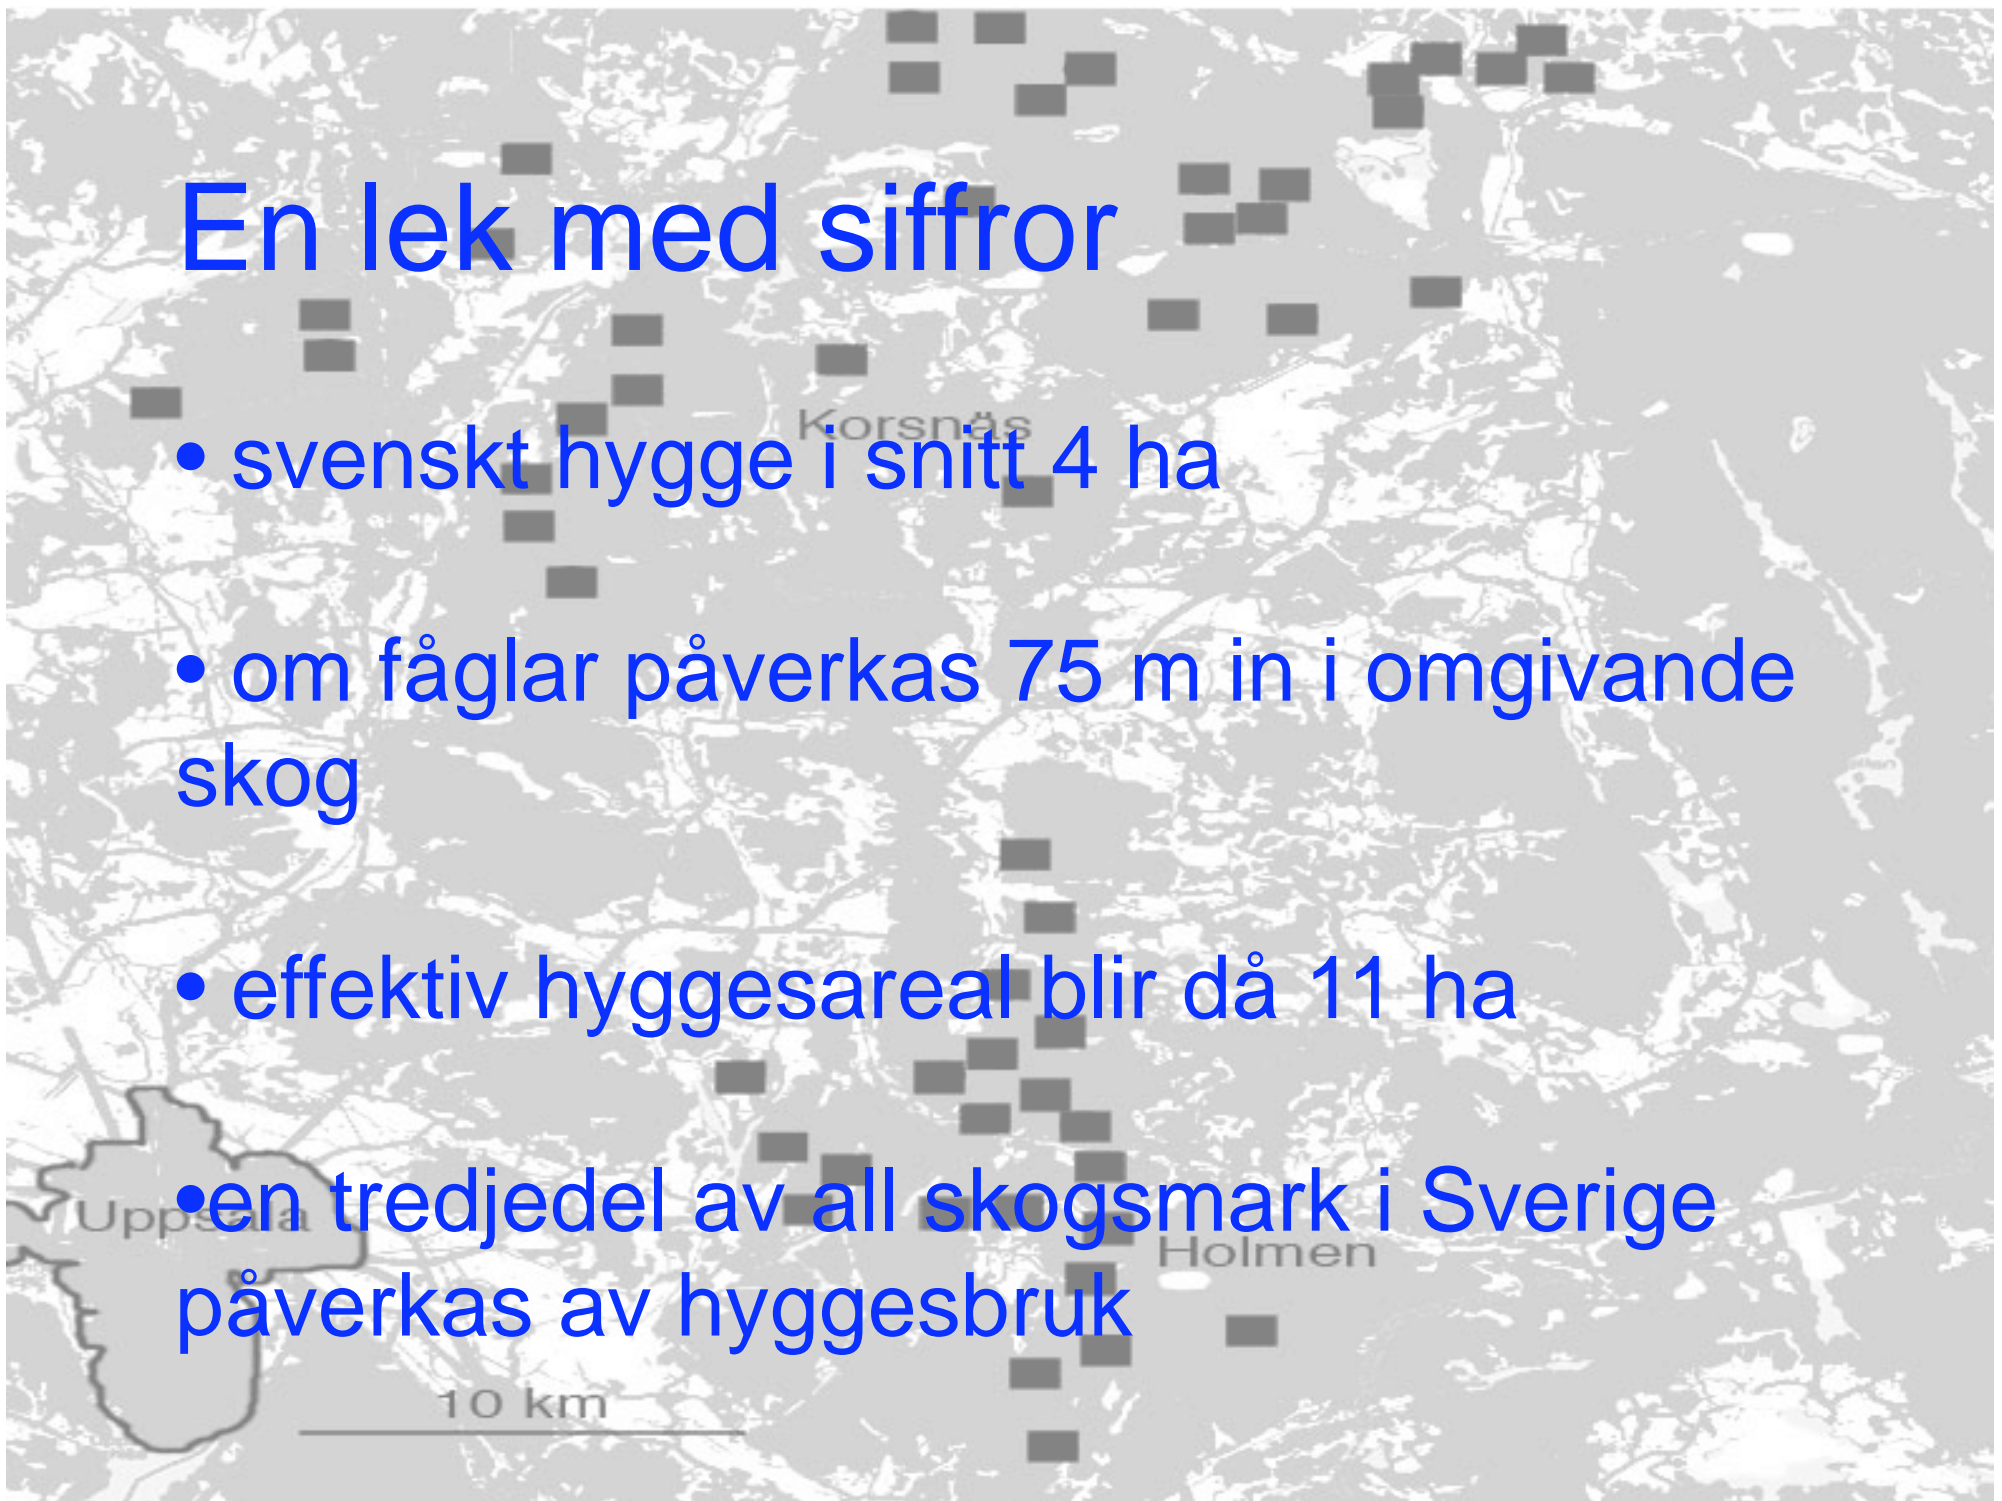 En lek med siffror
Korsnäs
• svenskt hygge i snitt 4 ha
• om fåglar påverkas 75 m in i omgivande
skog
• effektiv hyggesareal blir då 11 ha
•en tredjedel av all skogsmark i Sverige
Uppsala
Holmen
påverkas av hyggesbruk
10 km